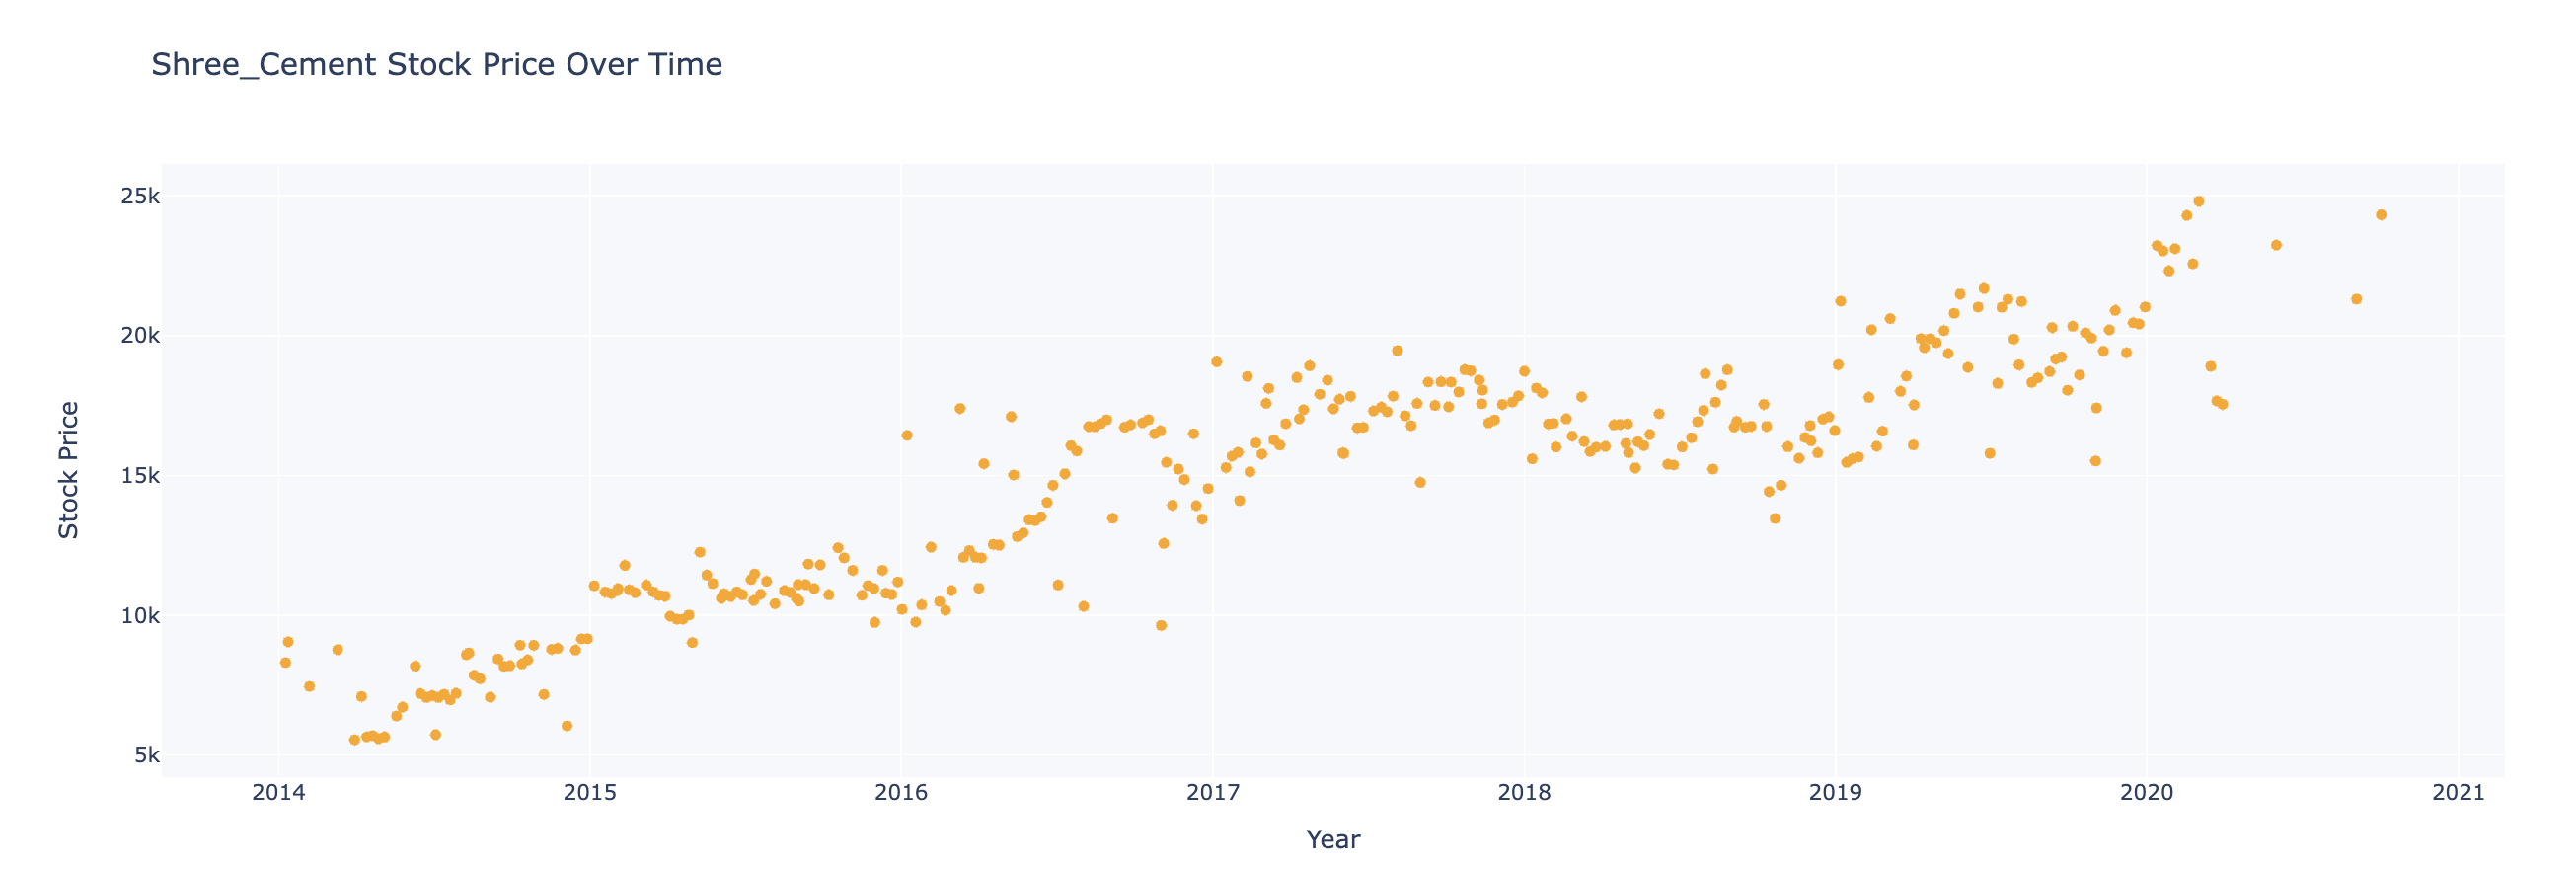 Shree_Cement Stock Price Over Time
25k
20k
15k
10k
5k
Stock Price
2014 2015 2016 2017 2018 2019 2020 2021
Year